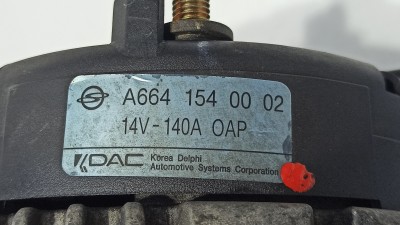 A664 154 00 02
14V - 140A OAP
KDAC Korea Delphi
Automotive Systems Corporation